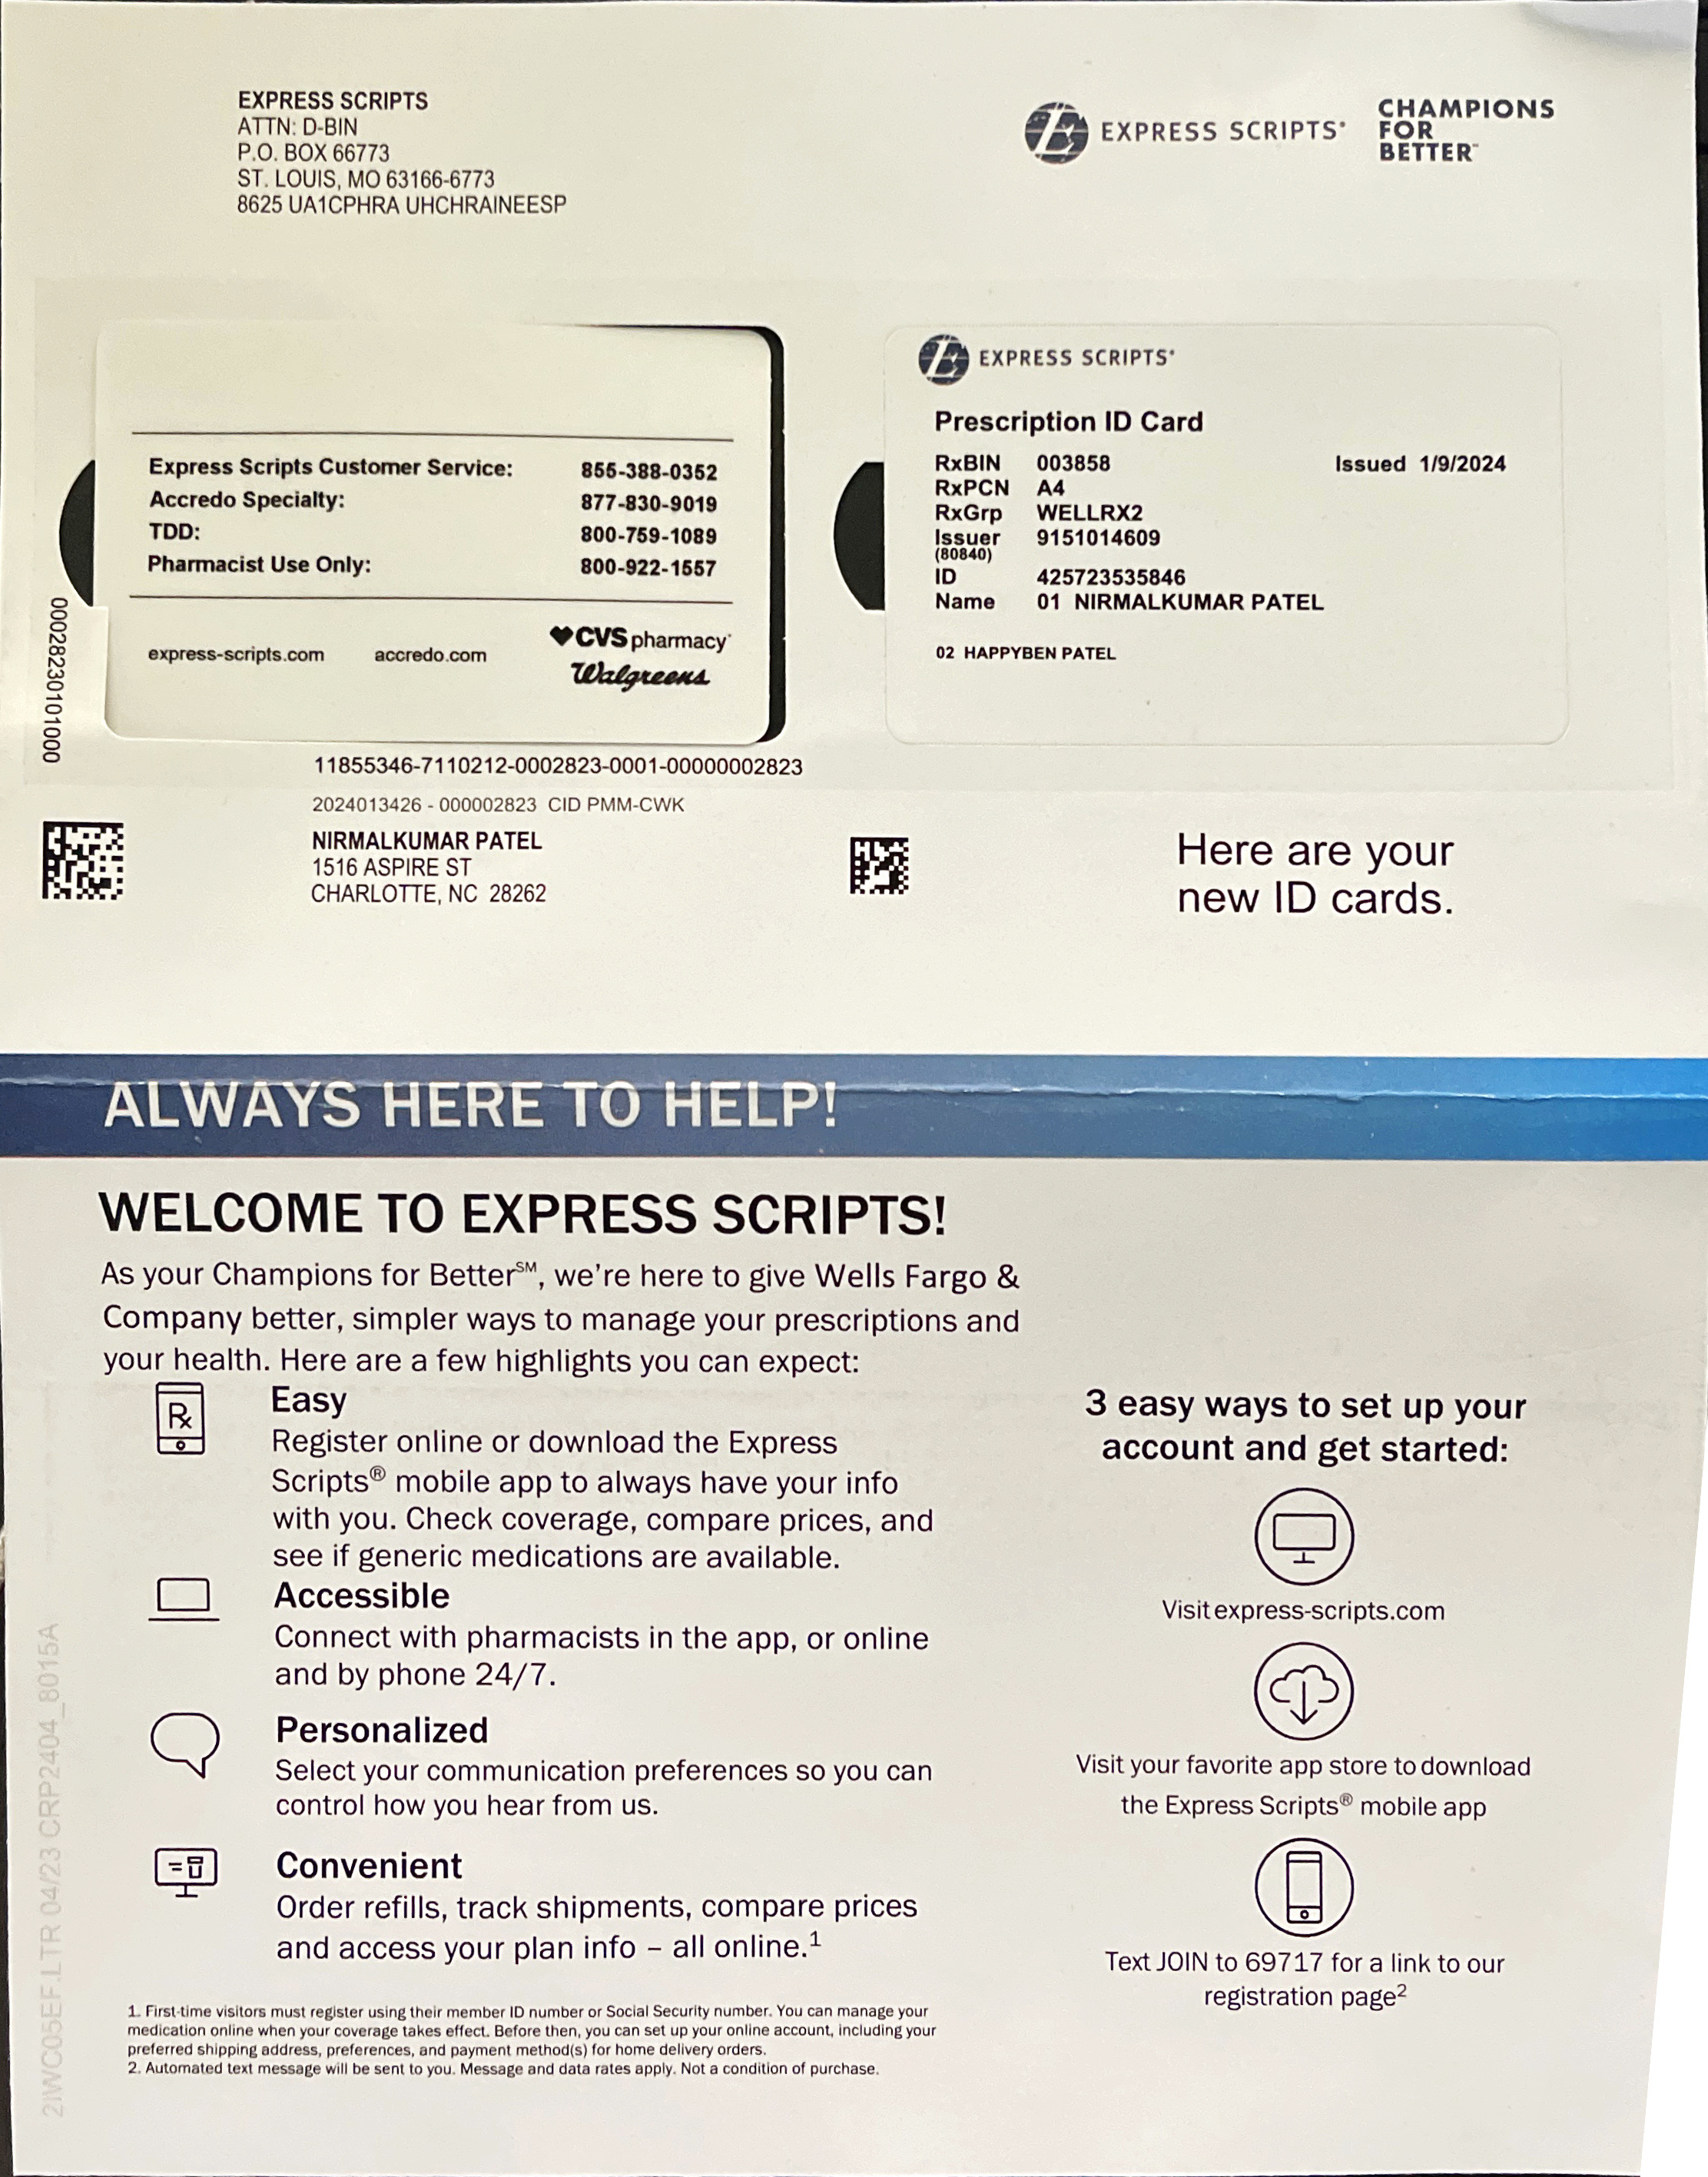 EXPRESS SCRIPTS
ATTN: D-BIN
P.O. BOX 66773
ST. LOUIS, MO 63166-6773
8625 UA1CPHRA UHCHRAINEESP
EXPRESS SCRIPTS®
CHAMPIONS
FOR
BETTER℠
Express Scripts Customer Service: 855-388-0352
Accredo Specialty: 877-830-9019
TDD: 800-759-1089
Pharmacist Use Only: 800-922-1557
express-scripts.com accredo.com
CVS pharmacy®
Walgreens
000282301010000
EXPRESS SCRIPTS®
Prescription ID Card
RxBIN 003858 Issued 1/9/2024
RxPCN A4
RxGrp WELLRX2
Issuer 9151014609
(80840)
ID 425723535846
Name 01 NIRMALKUMAR PATEL
02 HAPPYBEN PATEL
11855346-7110212-0002823-0001-00000002823
2024013426 - 000002823 CID PMM-CWK
NIRMALKUMAR PATEL
1516 ASPIRE ST
CHARLOTTE, NC 28262
Here are your
new ID cards.
ALWAYS HERE TO HELP!
WELCOME TO EXPRESS SCRIPTS!
As your Champions for Better℠, we're here to give Wells Fargo &
Company better, simpler ways to manage your prescriptions and
your health. Here are a few highlights you can expect:
Rx
Easy
Register online or download the Express
Scripts® mobile app to always have your info
with you. Check coverage, compare prices, and
see if generic medications are available.
Accessible
Connect with pharmacists in the app, or online
and by phone 24/7.
Personalized
Select your communication preferences so you can
control how you hear from us.
Convenient
Order refills, track shipments, compare prices
and access your plan info – all online.¹
3 easy ways to set up your
account and get started:
Visit express-scripts.com
Visit your favorite app store to download
the Express Scripts® mobile app
Text JOIN to 69717 for a link to our
registration page²
1. First-time visitors must register using their member ID number or Social Security number. You can manage your
medication online when your coverage takes effect. Before then, you can set up your online account, including your
preferred shipping address, preferences, and payment method(s) for home delivery orders.
2. Automated text message will be sent to you. Message and data rates apply. Not a condition of purchase.
2IWC05EF.LTR 04/23 CRP2404_8015A